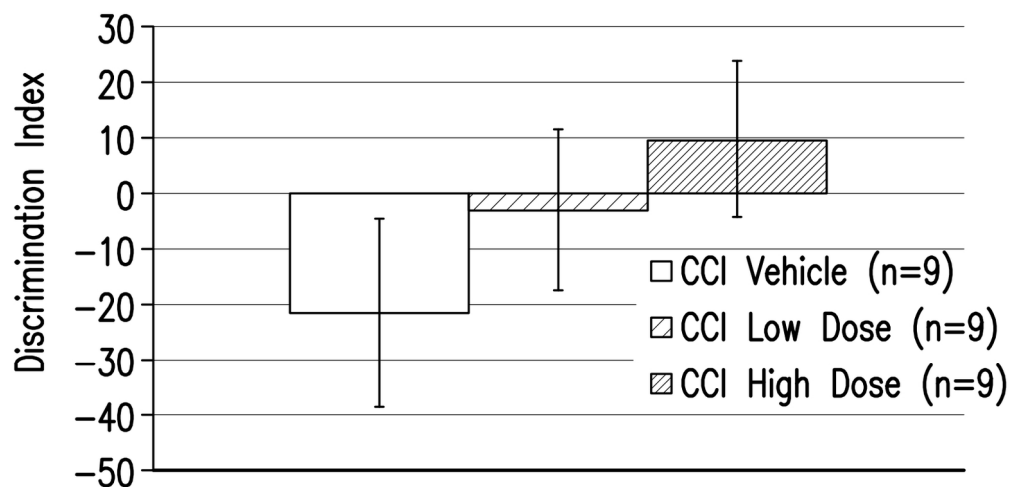 Discrimination Index
30
20
10
0
−10
−20
−30
−40
−50
CCI Vehicle (n=9)
CCI Low Dose (n=9)
CCI High Dose (n=9)